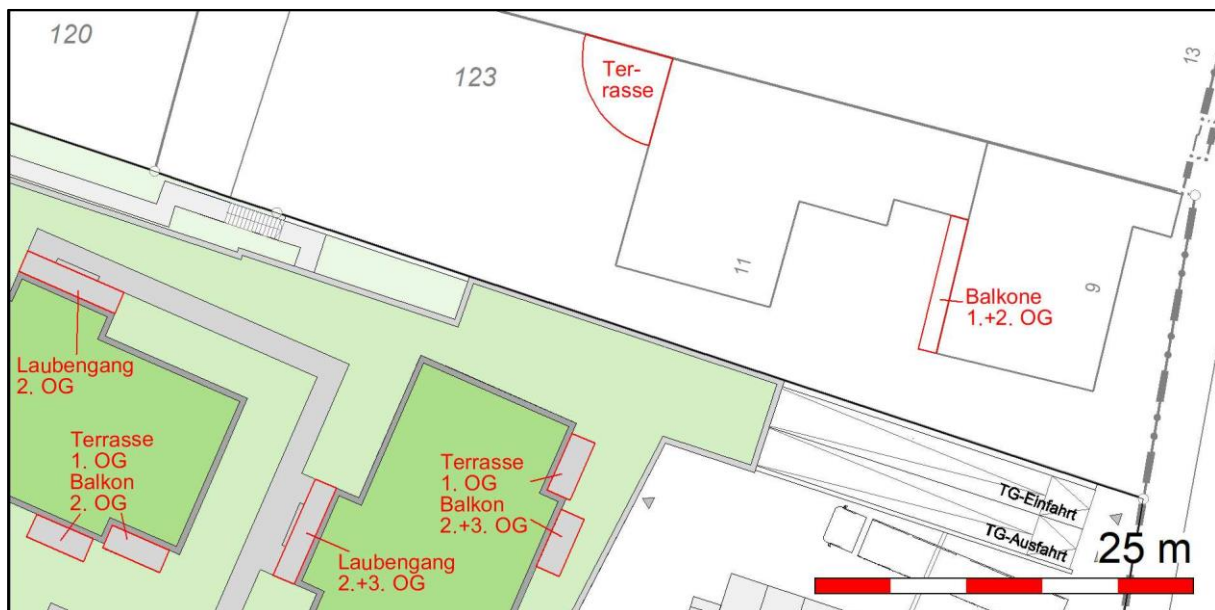 120
123
13
Ter-
rasse
11
9
Balkone
1.+2. OG
Laubengang
2. OG
Terrasse
1. OG
Balkon
2. OG
Terrasse
1. OG
Balkon
2.+3. OG
Laubengang
2.+3. OG
TG-Einfahrt
TG-Ausfahrt
25 m